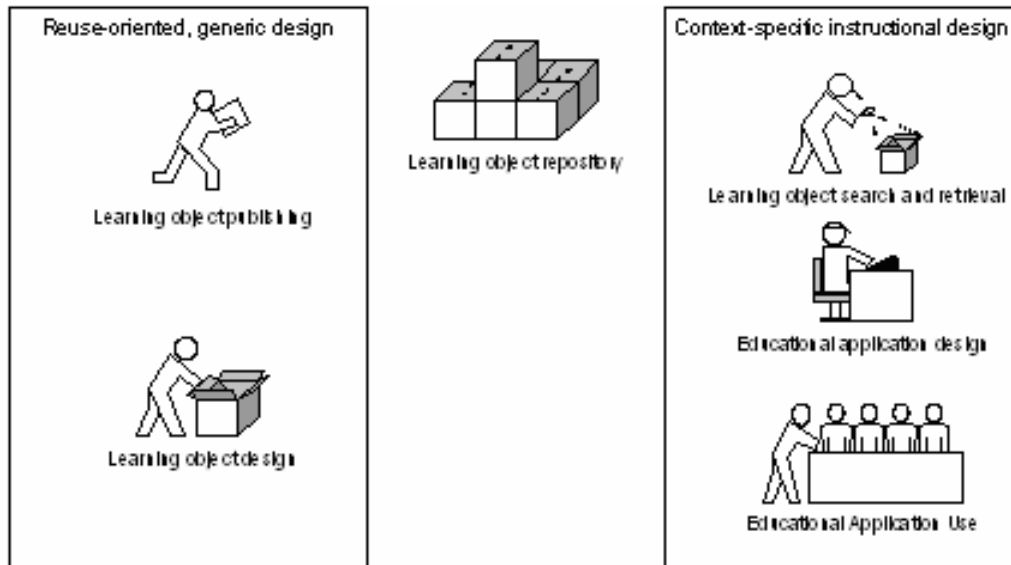 Reuse-oriented, generic design
Learning object publishing
Learning object design
Learning object repository
Context-specific instructional design
Learning object search and retrieval
Educational application design
Educational Application Use